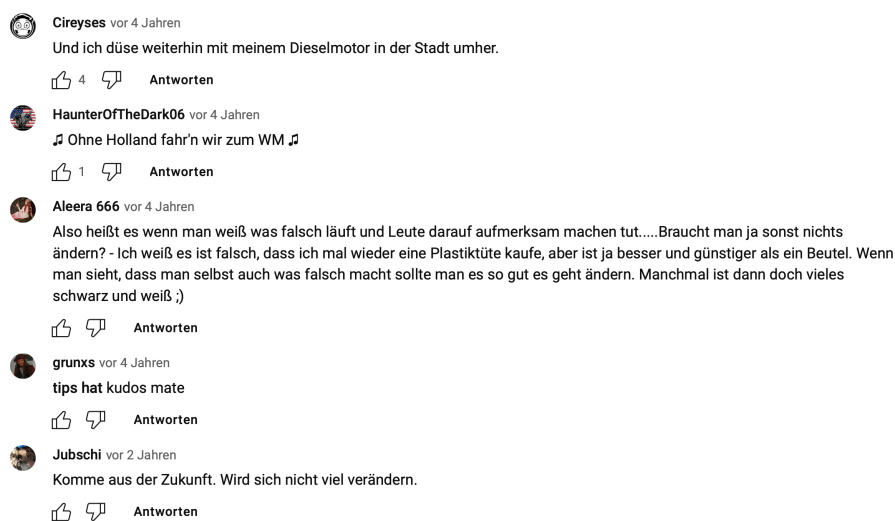 Cireyses vor 4 Jahren
Und ich düse weiterhin mit meinem Dieselmotor in der Stadt umher.
4 Antworten
HaunterOfTheDark06 vor 4 Jahren
♫ Ohne Holland fahr'n wir zum WM ♫
1 Antworten
Aleera 666 vor 4 Jahren
Also heißt es wenn man weiß was falsch läuft und Leute darauf aufmerksam machen tut.....Braucht man ja sonst nichts
ändern? - Ich weiß es ist falsch, dass ich mal wieder eine Plastiktüte kaufe, aber ist ja besser und günstiger als ein Beutel. Wenn
man sieht, dass man selbst auch was falsch macht sollte man es so gut es geht ändern. Manchmal ist dann doch vieles
schwarz und weiß ;)
Antworten
grunxs vor 4 Jahren
tips hat kudos mate
Antworten
Jubschi vor 2 Jahren
Komme aus der Zukunft. Wird sich nicht viel verändern.
Antworten